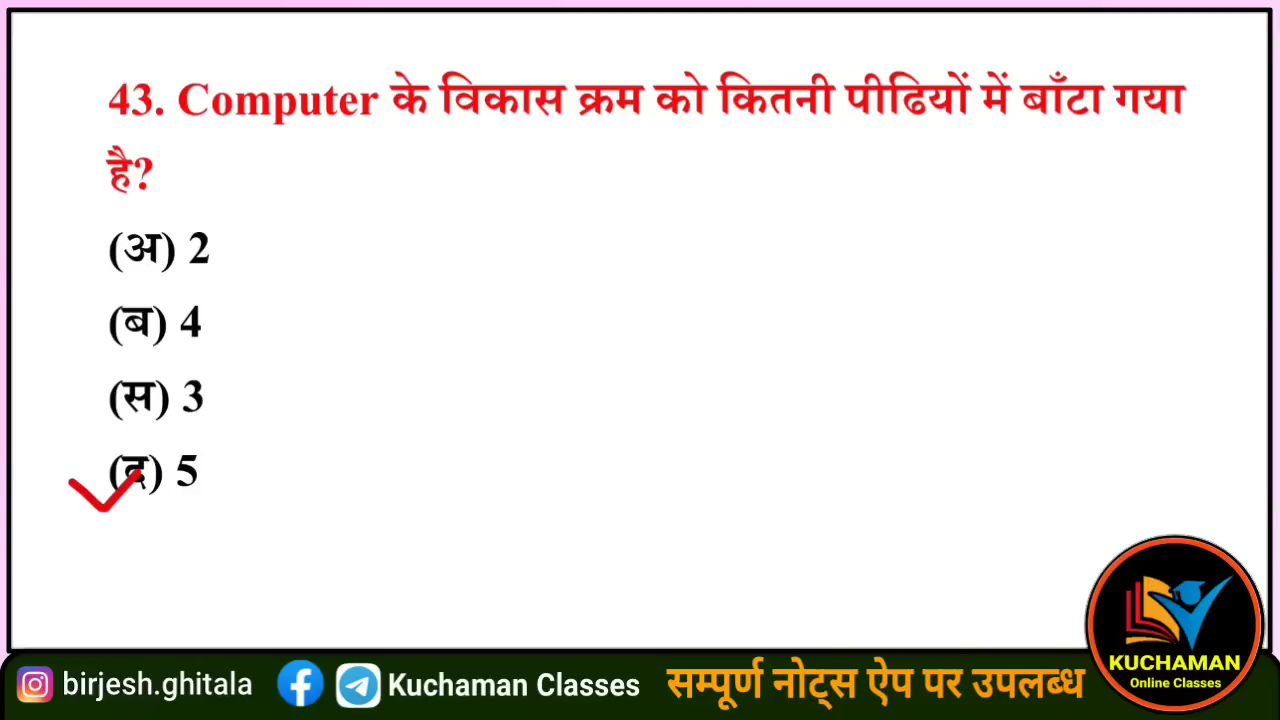 43. Computer के विकास क्रम को कितनी पीढियों में बाँटा गया
है?
(अ) 2
(ब) 4
(स) 3
(द) 5
KUCHAMAN
Online Classes
birjesh.ghitala
Kuchaman Classes
सम्पूर्ण नोट्स ऐप पर उपलब्ध